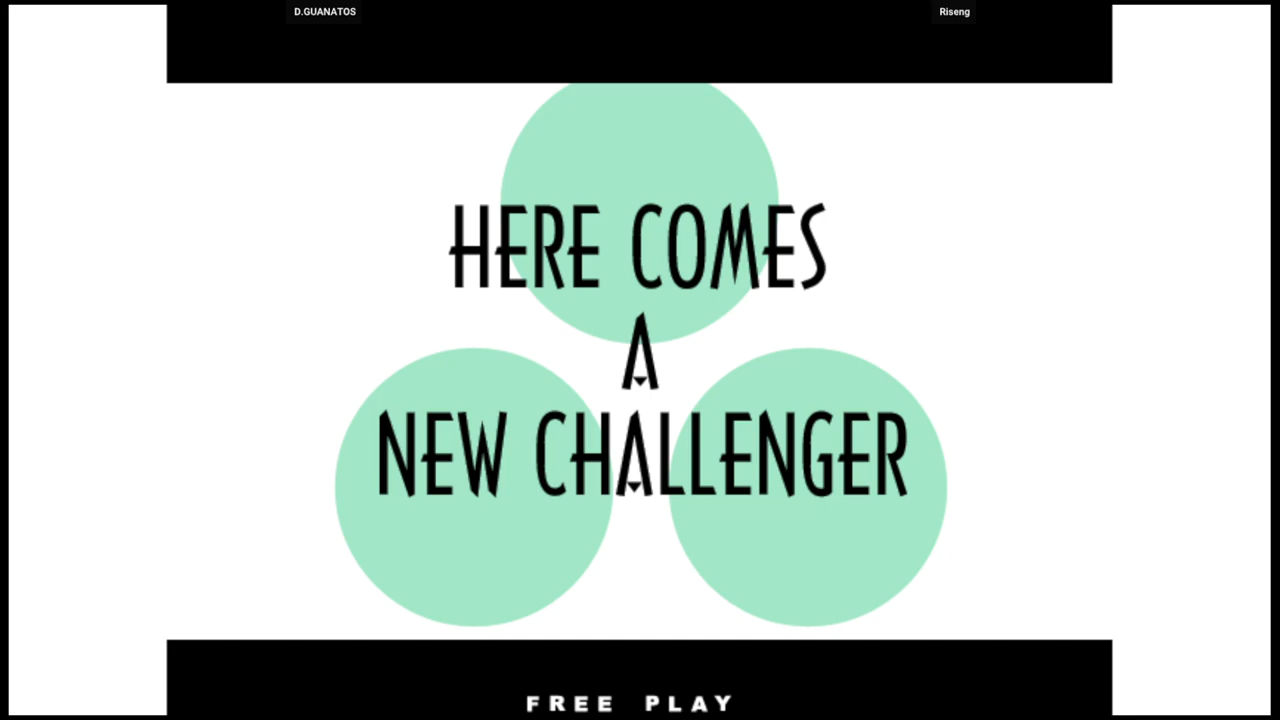 D.GUANATOS Riseng
HERE COMES
A
NEW CHALLENGER
FREE PLAY